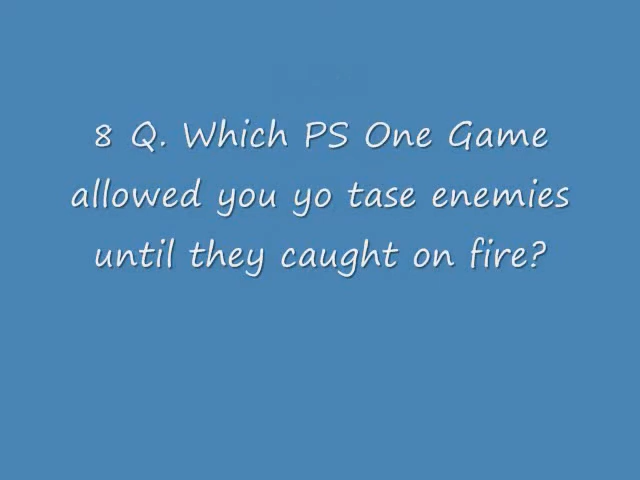 8 Q. Which PS One Game
allowed you yo tase enemies
until they caught on fire?